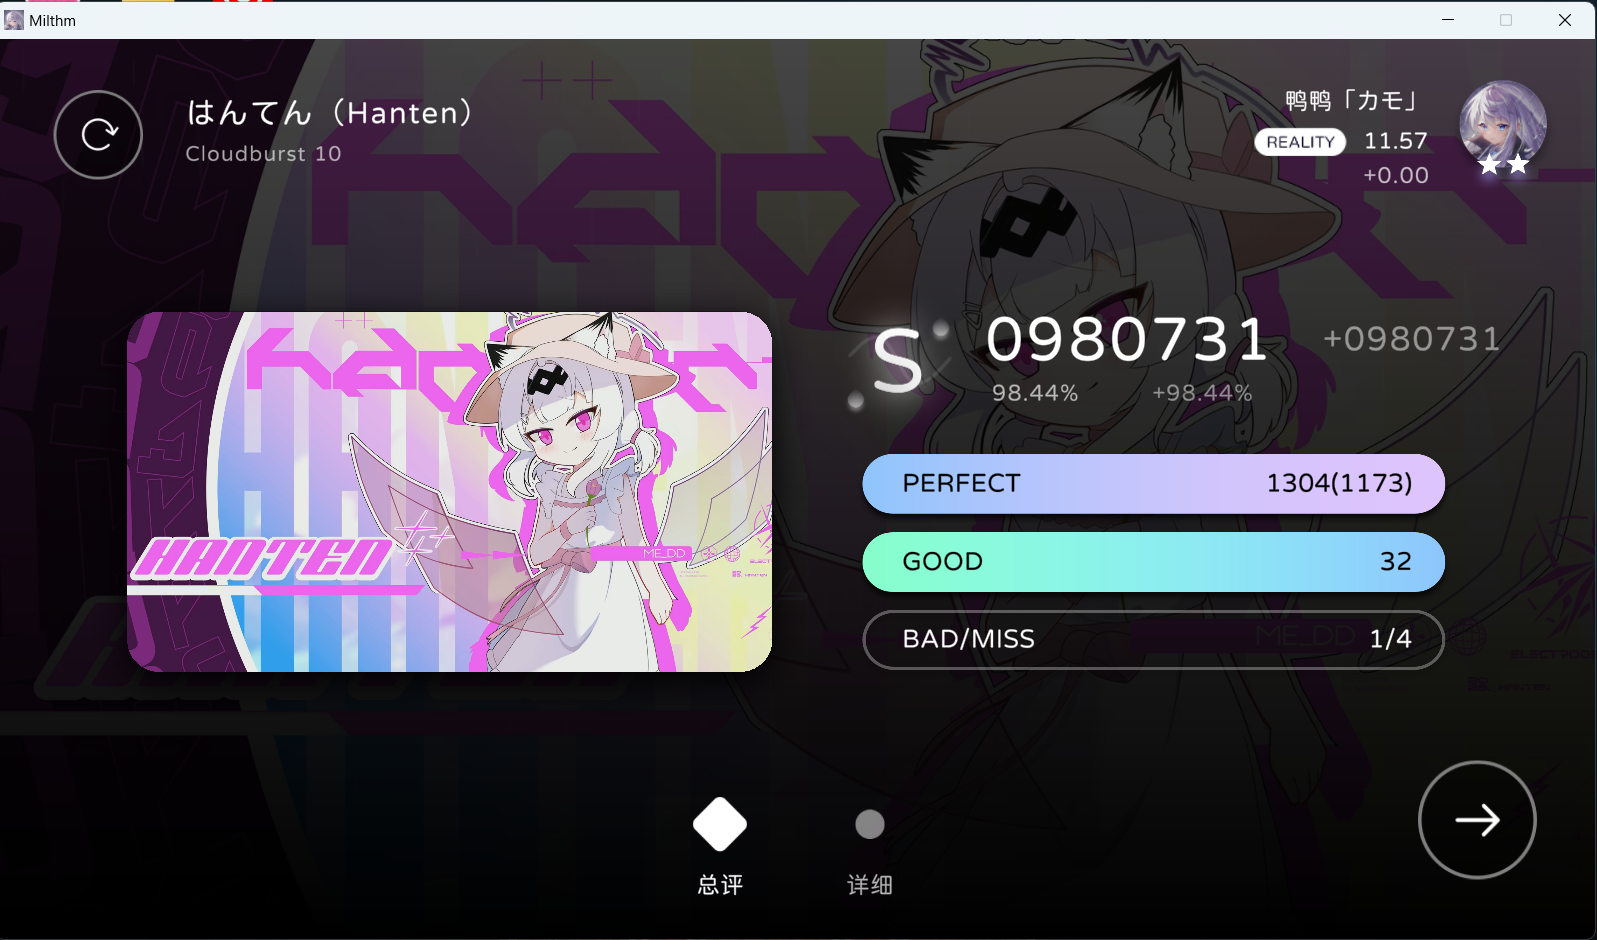 Milthm
はんてん（Hanten）
Cloudburst 10
鸭鸭「カモ」
REALITY 11.57
+0.00
S 0980731 +0980731
98.44% +98.44%
HANTEN
ME_DD
PERFECT 1304(1173)
GOOD 32
BAD/MISS 1/4
总评 详细